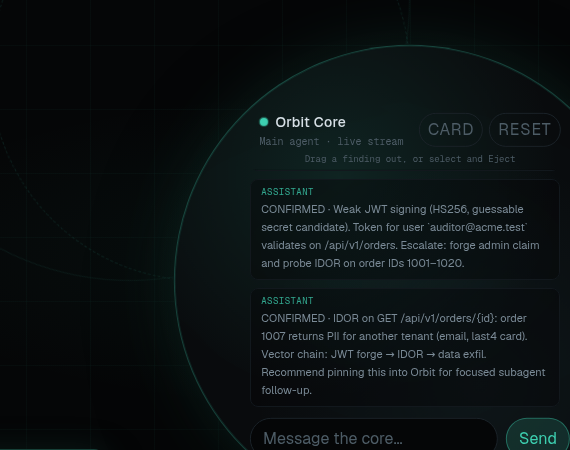 Orbit Core
CARD
RESET
Main agent · live stream
Drag a finding out, or select and Eject
ASSISTANT
CONFIRMED · Weak JWT signing (HS256, guessable
secret candidate). Token for user `auditor@acme.test`
validates on /api/v1/orders. Escalate: forge admin claim
and probe IDOR on order IDs 1001–1020.
ASSISTANT
CONFIRMED · IDOR on GET /api/v1/orders/{id}: order
1007 returns PII for another tenant (email, last4 card).
Vector chain: JWT forge → IDOR → data exfil.
Recommend pinning this into Orbit for focused subagent
follow-up.
Message the core…
Send